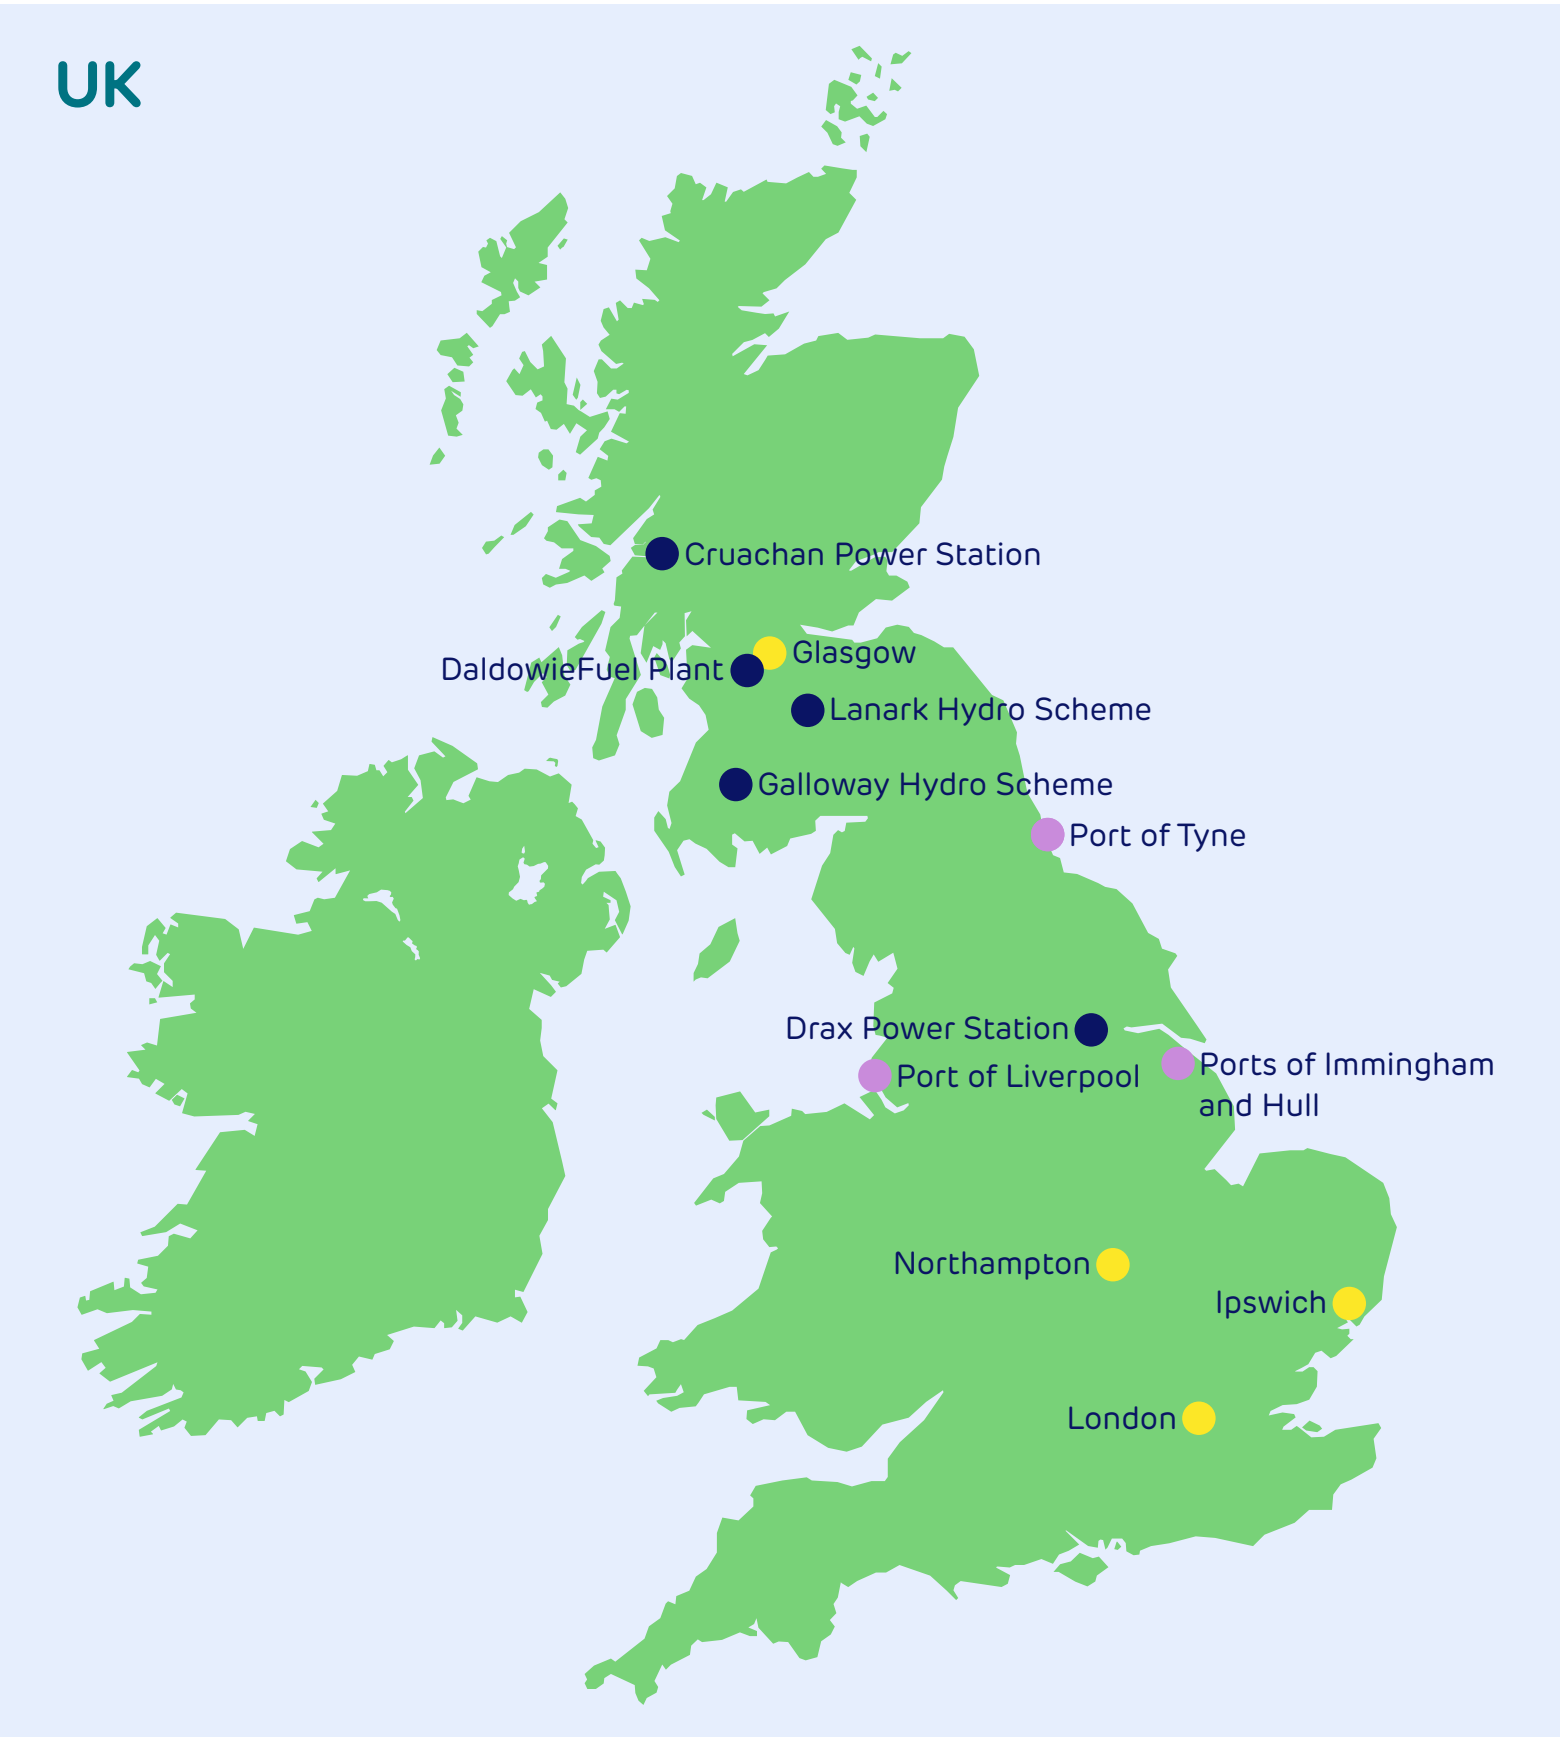 UK
Cruachan Power Station
Glasgow
DaldowieFuel Plant
Lanark Hydro Scheme
Galloway Hydro Scheme
Port of Tyne
Drax Power Station
Ports of Immingham
and Hull
Port of Liverpool
Northampton
Ipswich
London